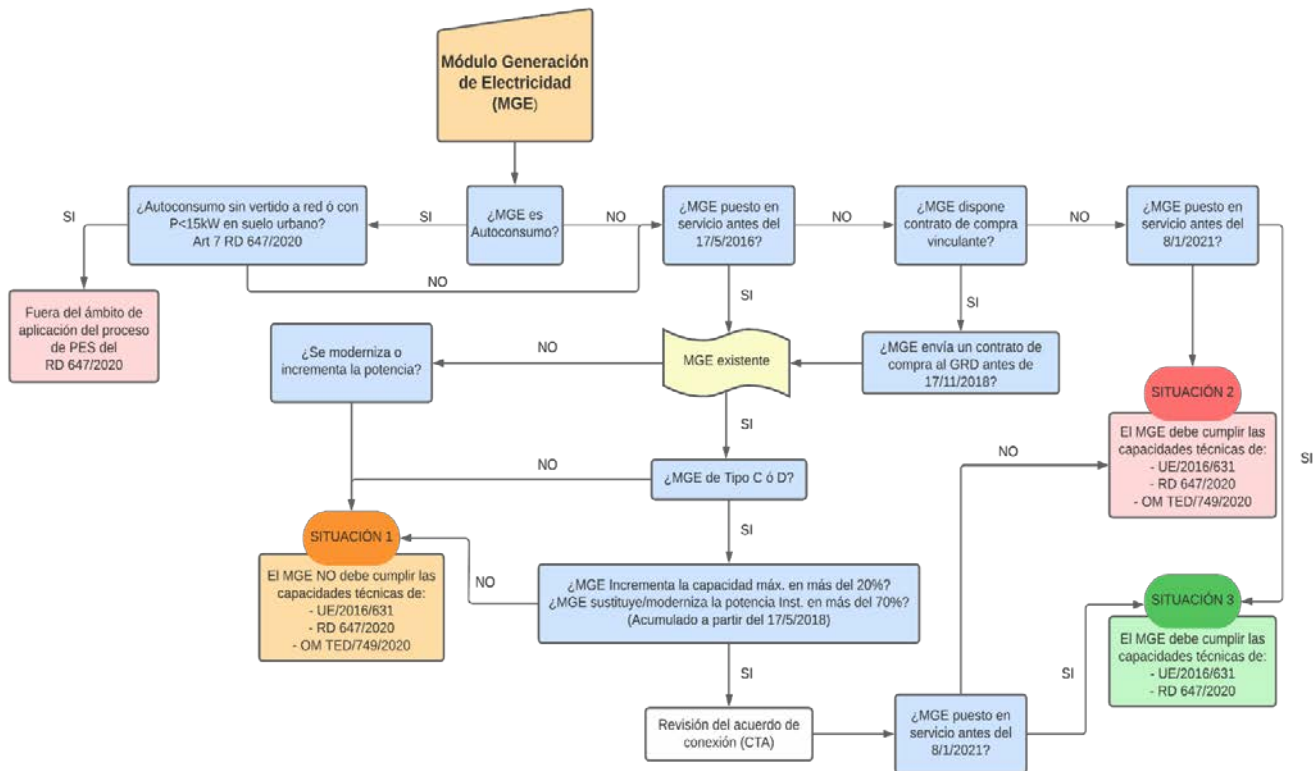 Módulo Generación
de Electricidad
(MGE)
¿Autoconsumo sin vertido a red ó con
P<15kW en suelo urbano?
Art 7 RD 647/2020
SI
SI
¿MGE es
Autoconsumo?
NO
¿MGE puesto en
servicio antes del
17/5/2016?
NO
¿MGE dispone
contrato de compra
vinculante?
NO
¿MGE puesto en
servicio antes del
8/1/2021?
NO
SI
SI
Fuera del ámbito de
aplicación del proceso
de PES del
RD 647/2020
¿Se moderniza o
incrementa la potencia?
NO
MGE existente
¿MGE envía un contrato de
compra al GRD antes de
17/11/2018?
SITUACIÓN 2
El MGE debe cumplir las
capacidades técnicas de:
- UE/2016/631
- RD 647/2020
- OM TED/749/2020
SI
NO
NO
SI
¿MGE de Tipo C ó D?
SI
SITUACIÓN 1
El MGE NO debe cumplir las
capacidades técnicas de:
- UE/2016/631
- RD 647/2020
- OM TED/749/2020
NO
¿MGE Incrementa la capacidad máx. en más del 20%?
¿MGE sustituye/moderniza la potencia Inst. en más del 70%?
(Acumulado a partir del 17/5/2018)
SITUACIÓN 3
El MGE debe cumplir las
capacidades técnicas de:
- UE/2016/631
- RD 647/2020
SI
SI
Revisión del acuerdo de
conexión (CTA)
¿MGE puesto en
servicio antes del
8/1/2021?